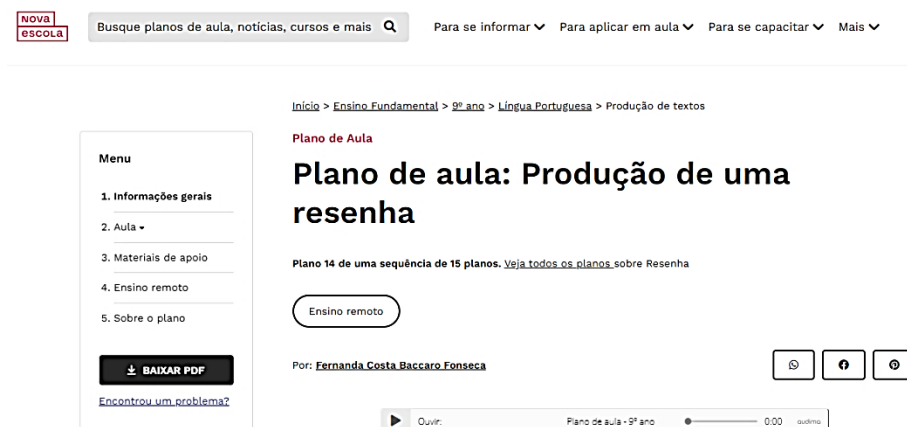 NOVA
ESCOLA
Busque planos de aula, notícias, cursos e mais
Para se informar Para aplicar em aula Para se capacitar Mais
Início > Ensino Fundamental > 9º ano > Língua Portuguesa > Produção de textos
Plano de Aula
Plano de aula: Produção de uma
resenha
Plano 14 de uma sequência de 15 planos. Veja todos os planos sobre Resenha
Ensino remoto
Por: Fernanda Costa Baccaro Fonseca
Menu
1. Informações gerais
2. Aula
3. Materiais de apoio
4. Ensino remoto
5. Sobre o plano
BAIXAR PDF
Encontrou um problema?
Ouvir: Plano de aula - 9º ano 0:00 audima